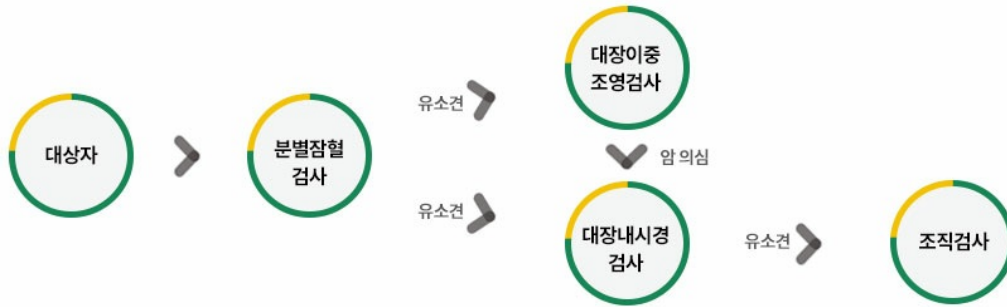 대상자
분별잠혈
검사
유소견
대장이중
조영검사
암 의심
유소견
대장내시경
검사
유소견
조직검사